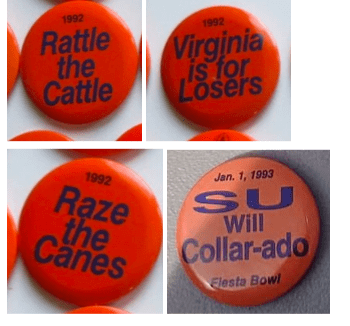 1992
Rattle
the
Cattle
1992
Virginia
is for
Losers
1992
Raze
the
Canes
Jan. 1, 1993
SU
Will
Collar-ado
Fiesta Bowl